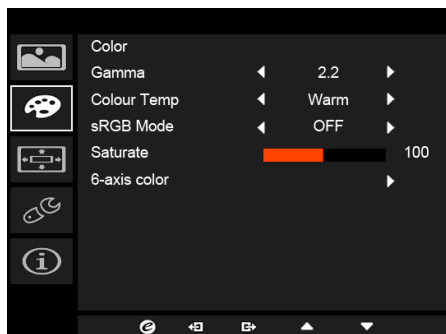 Color
Gamma 2.2
Colour Temp Warm
sRGB Mode OFF
Saturate 100
6-axis color